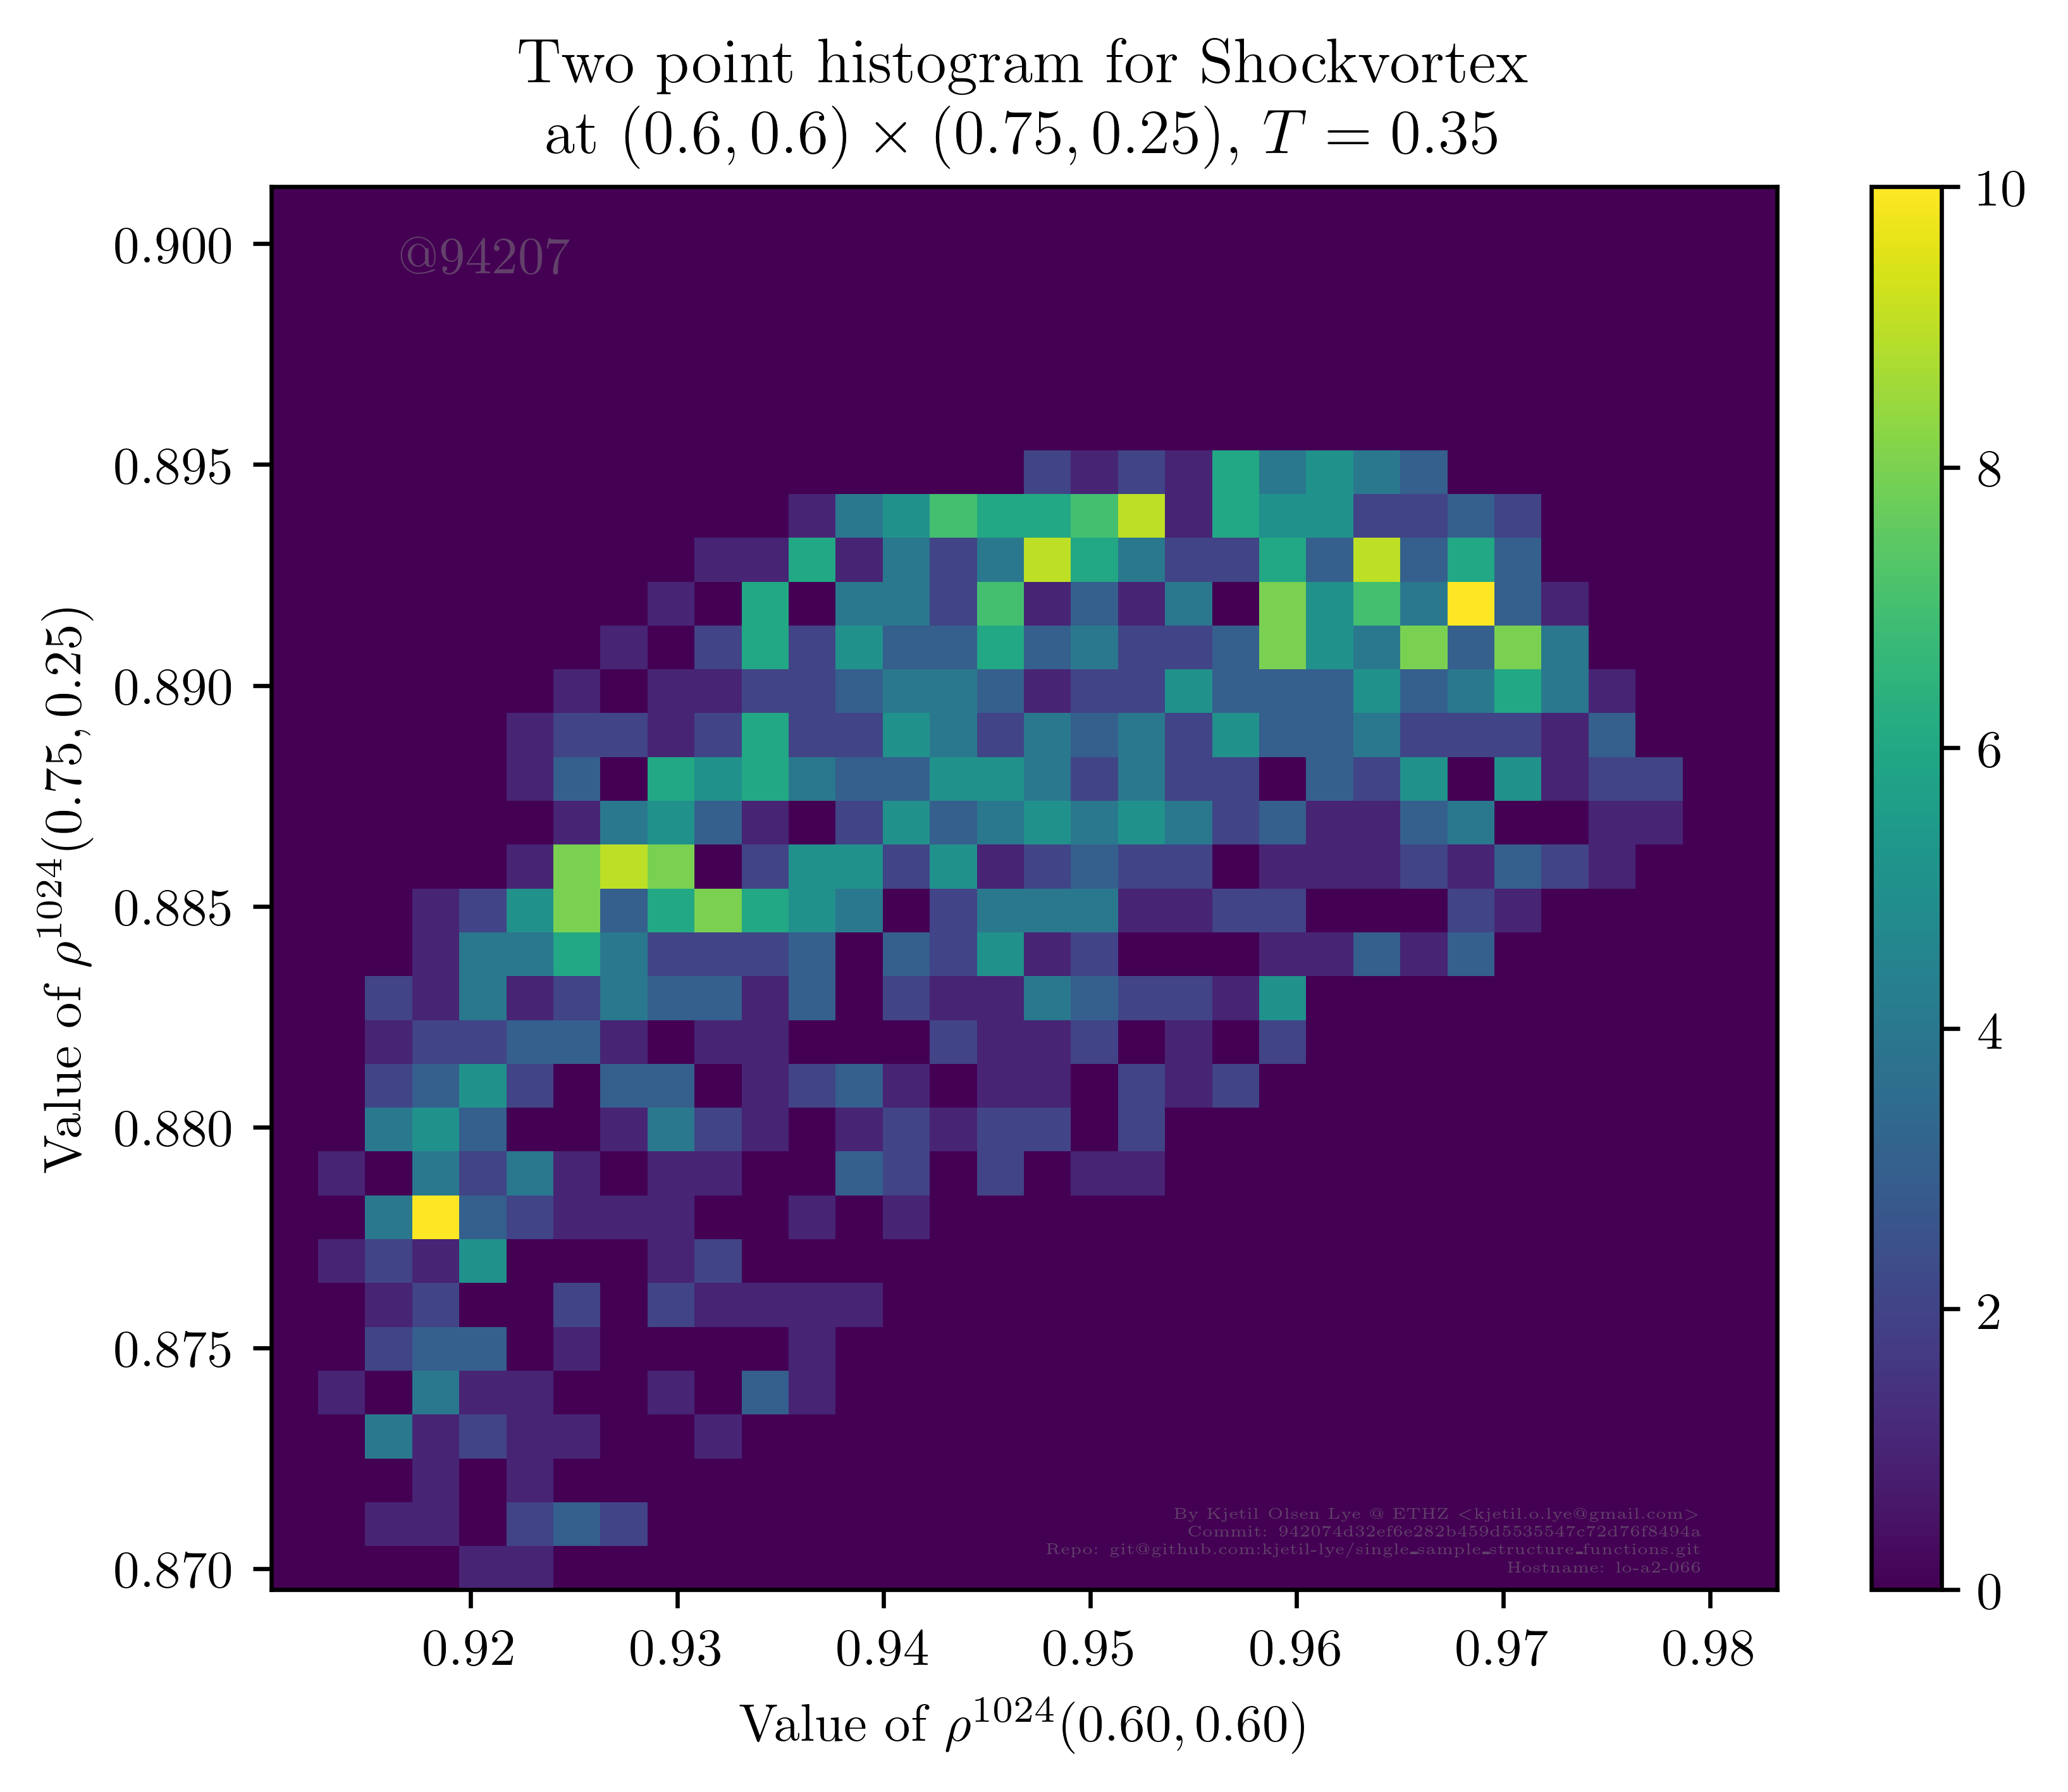 Two point histogram for Shockvortex
at (0.6, 0.6) × (0.75, 0.25), T = 0.35
@94207
0.900
0.895
0.890
0.885
0.880
0.875
0.870
Value of ρ^1024(0.75, 0.25)
10
8
6
4
2
0
By Kjetil Olsen Lye @ ETHZ <kjetil.o.lye@gmail.com>
Commit: 942074d32ef6e282b459d5535547c72d76f8494a
Repo: git@github.com:kjetil-lye/single_sample_structure_functions.git
Hostname: lo-a2-066
0.92 0.93 0.94 0.95 0.96 0.97 0.98
Value of ρ^1024(0.60, 0.60)